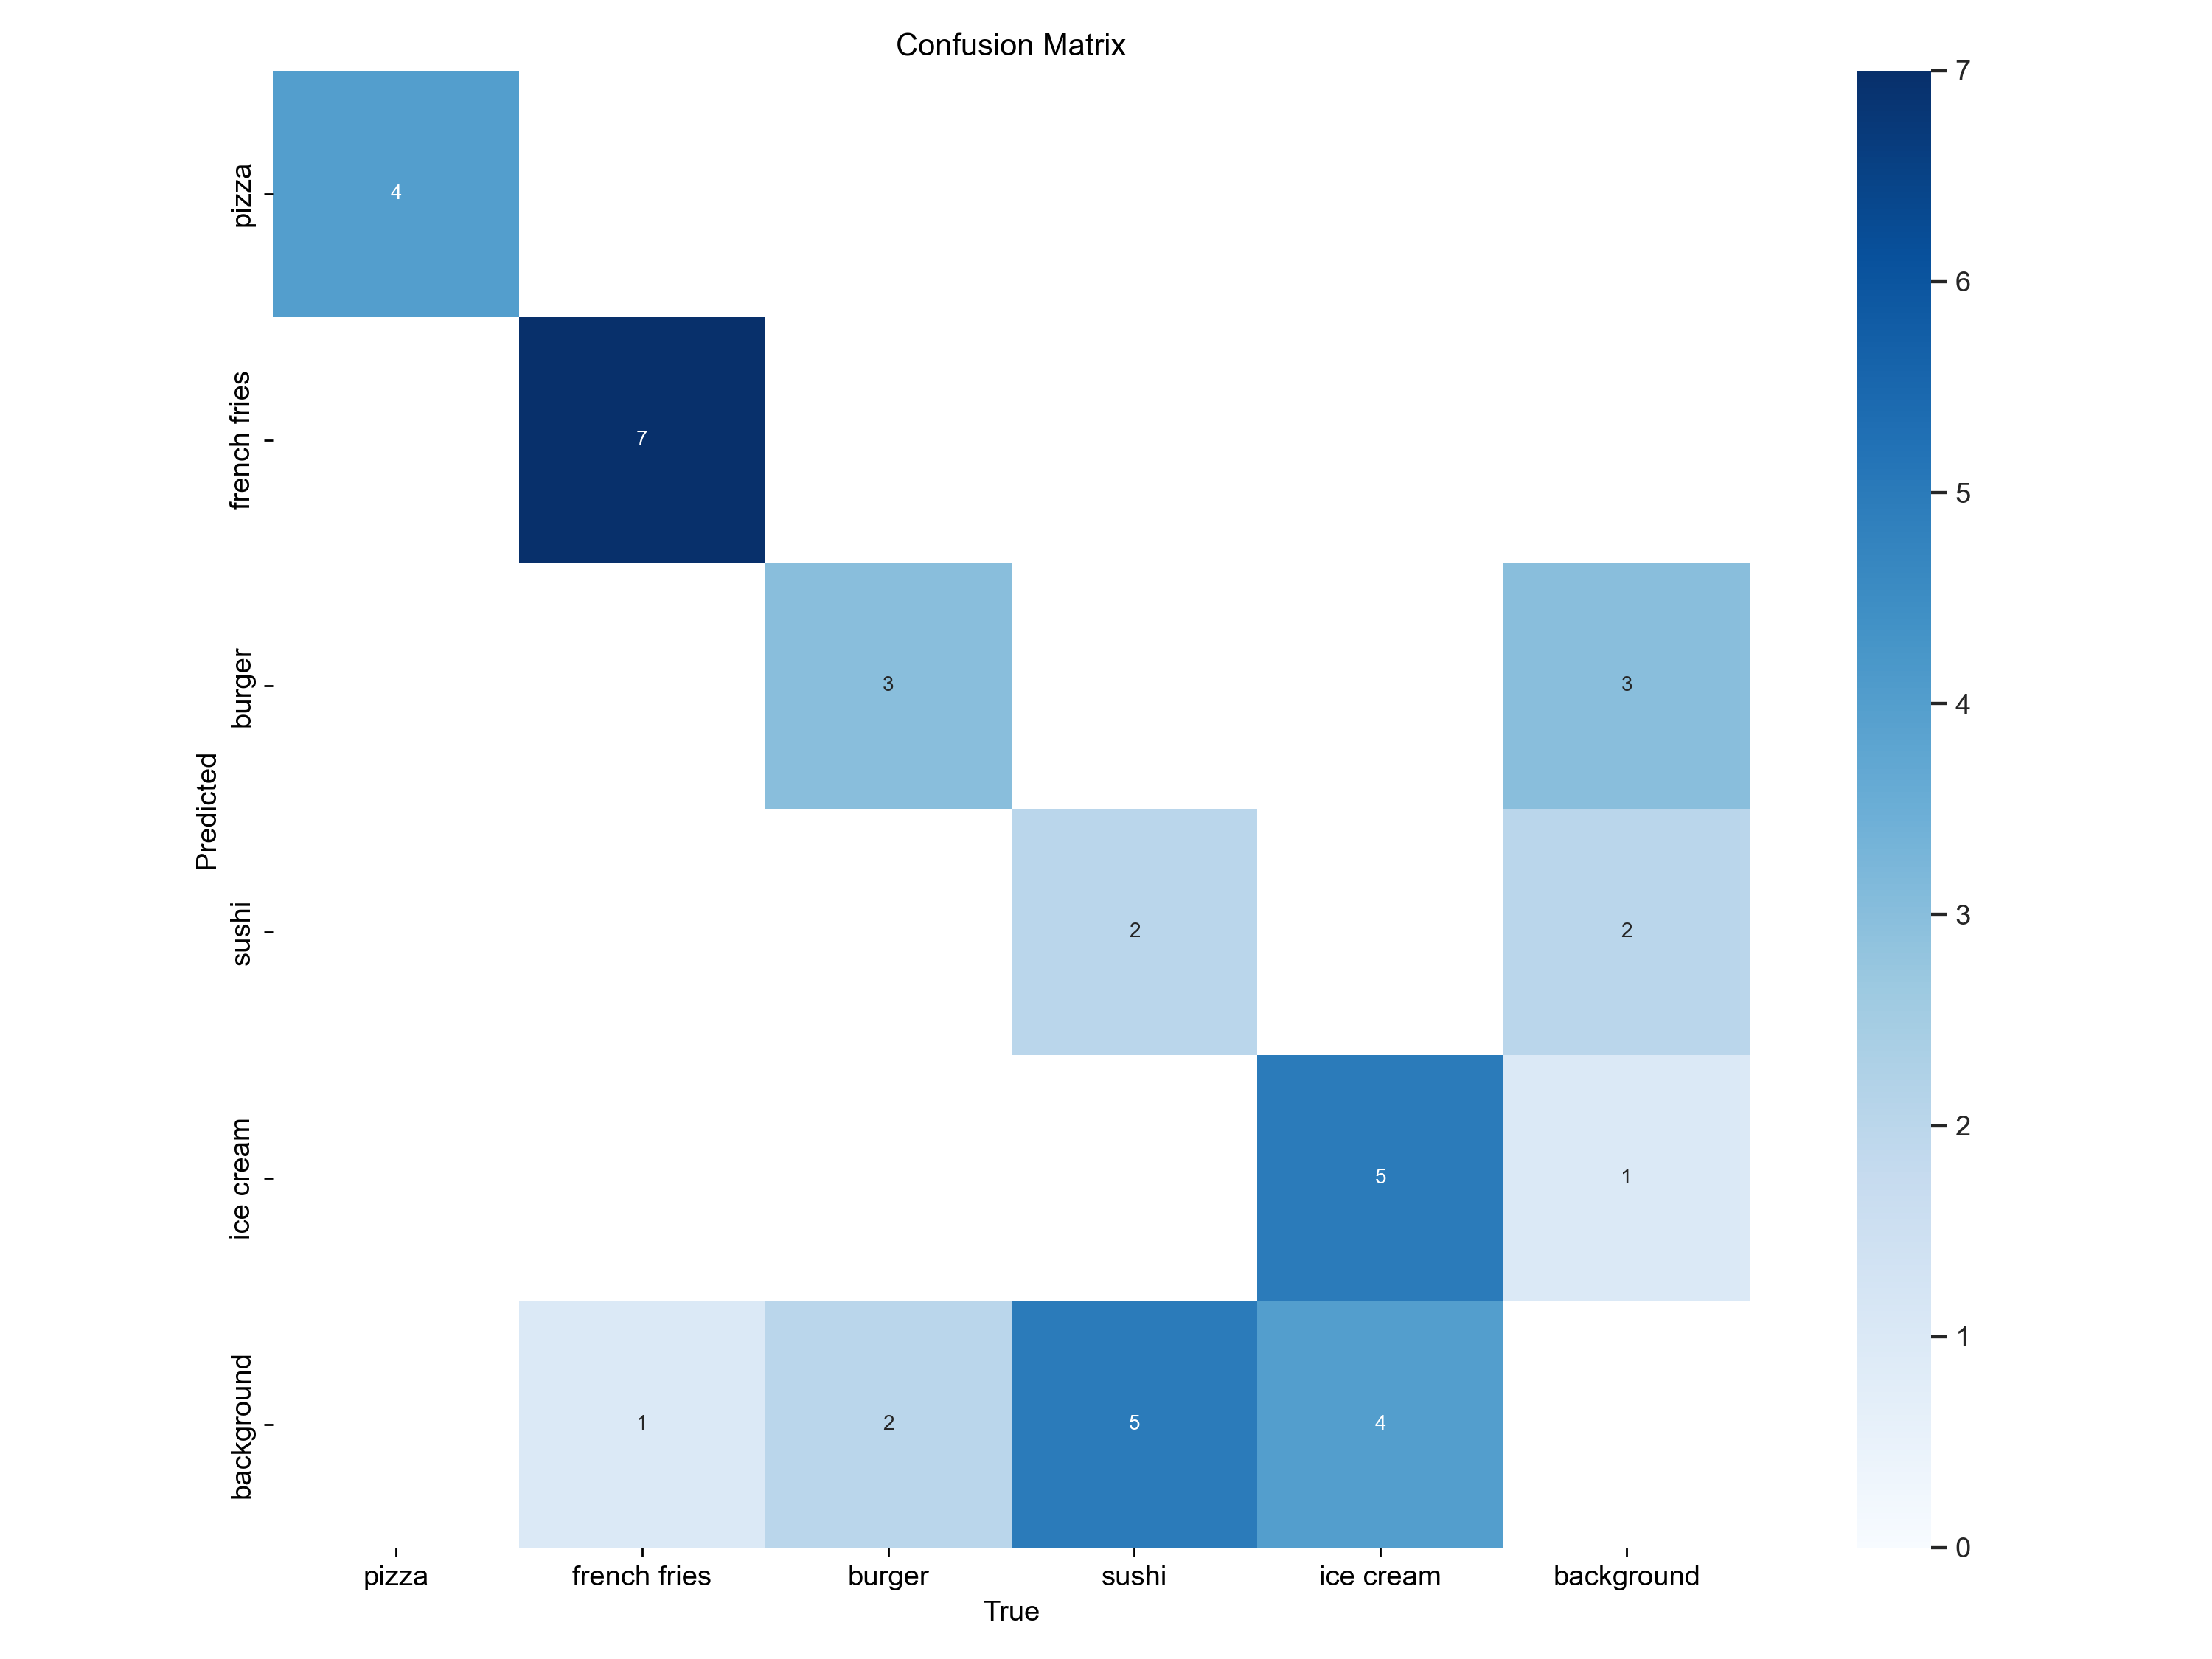 Confusion Matrix
7
pizza
4
6
french fries
7
5
4
burger
3
3
Predicted
3
sushi
2
2
2
ice cream
5
1
1
background
1
2
5
4
0
pizza
french fries
burger
sushi
ice cream
background
True